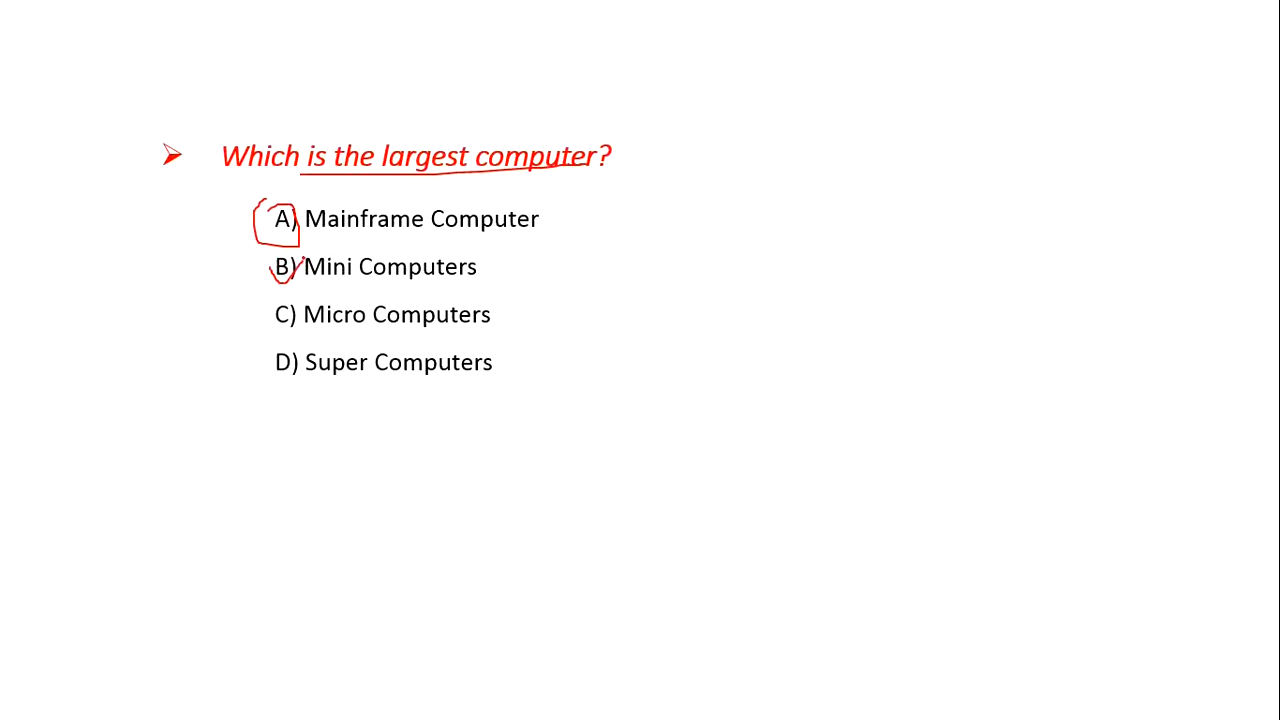 Which is the largest computer?
A) Mainframe Computer
B) Mini Computers
C) Micro Computers
D) Super Computers